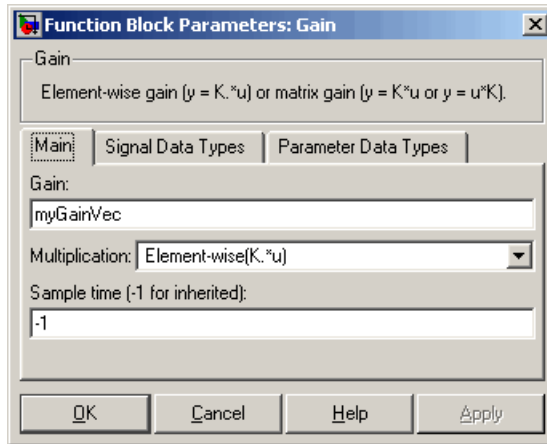 Function Block Parameters: Gain
Gain
Element-wise gain (y = K.*u) or matrix gain (y = K*u or y = u*K).
Main Signal Data Types Parameter Data Types
Gain:
myGainVec
Multiplication: Element-wise(K.*u)
Sample time (-1 for inherited):
-1
OK Cancel Help Apply